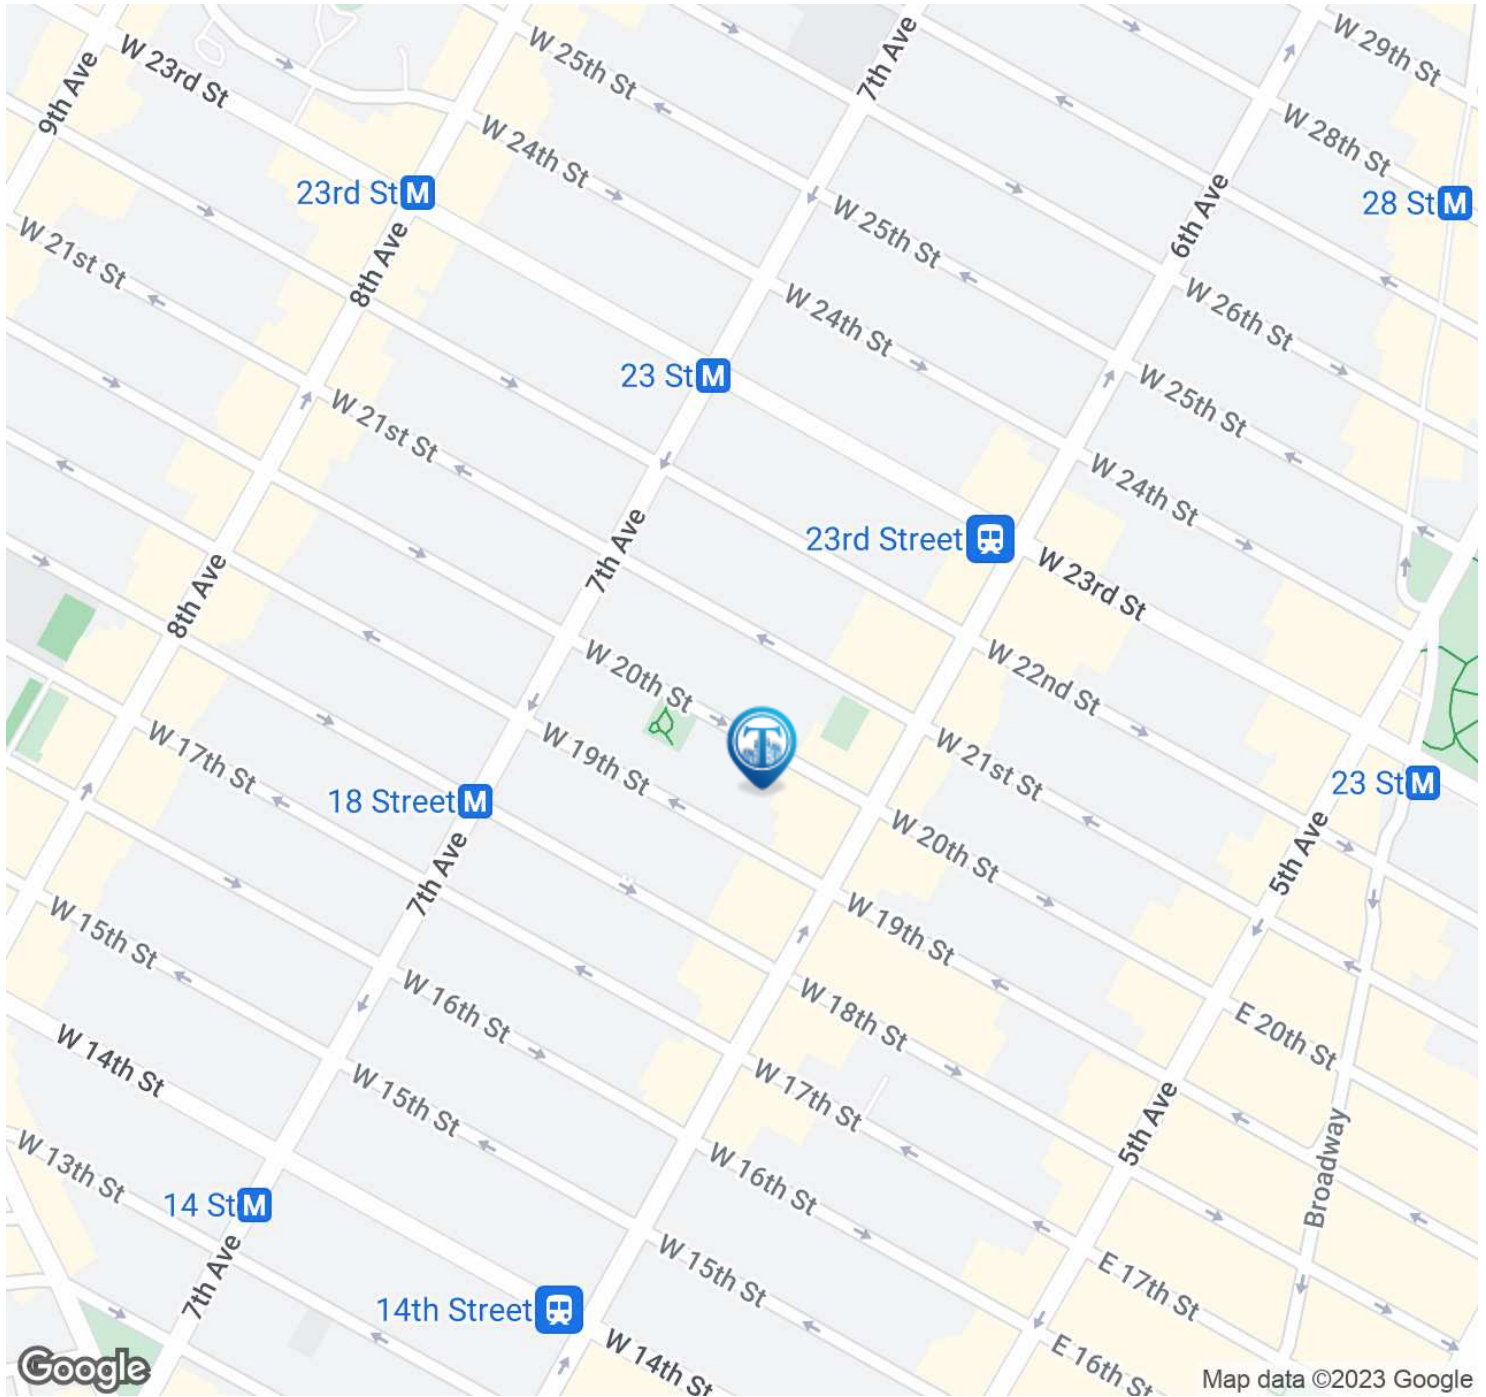 W 29th St
W 25th St
7th Ave
W 23rd St
9th Ave
W 28th St
W 24th St
23rd St M
28 St M
6th Ave
W 25th St
W 21st St
8th Ave
W 24th St
W 26th St
23 St M
W 25th St
W 21st St
W 24th St
7th Ave
23rd Street
W 23rd St
8th Ave
W 20th St
W 22nd St
T
W 17th St
W 19th St
W 21st St
23 St M
18 Street M
7th Ave
W 20th St
5th Ave
W 15th St
W 19th St
W 16th St
W 18th St
E 20th St
W 14th St
W 15th St
W 17th St
5th Ave
Broadway
W 13th St
W 16th St
14 St M
7th Ave
W 15th St
E 17th St
14th Street
W 14th St
E 16th St
Google
Map data ©2023 Google